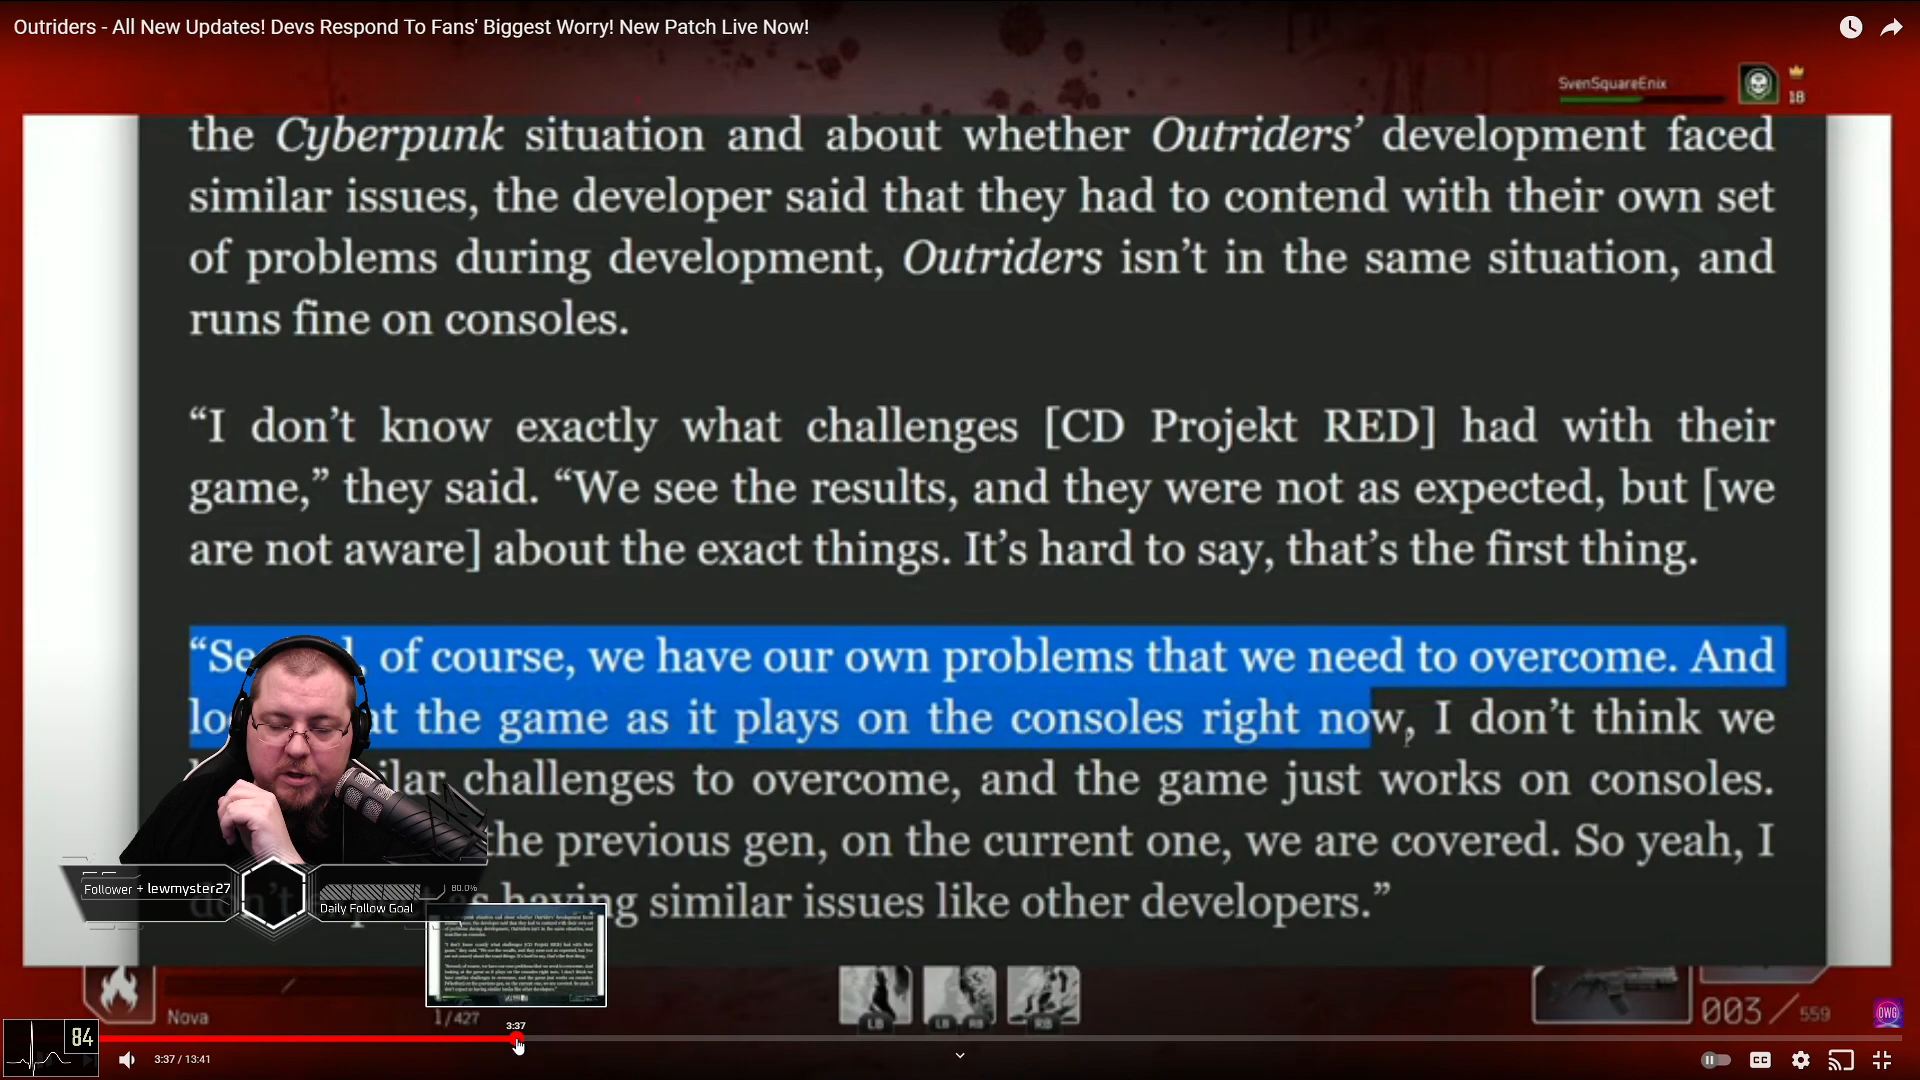 Outriders - All New Updates! Devs Respond To Fans' Biggest Worry! New Patch Live Now!
SvenSquareEnix
18
the Cyberpunk situation and about whether Outriders’ development faced
similar issues, the developer said that they had to contend with their own set
of problems during development, Outriders isn’t in the same situation, and
runs fine on consoles.
“I don’t know exactly what challenges [CD Projekt RED] had with their
game,” they said. “We see the results, and they were not as expected, but [we
are not aware] about the exact things. It’s hard to say, that’s the first thing.
of course, we have our own problems that we need to overcome. And
at the game as it plays on the consoles right now, I don’t think we
challenges to overcome, and the game just works on consoles.
the previous gen, on the current one, we are covered. So yeah, I
having similar issues like other developers.”
Follower + lewmyster27
80.0%
Daily Follow Goal
Nova
1/427
LB
LB RB
RB
003 / 559
OWG
3:37
84
3:37 / 13:41
CC